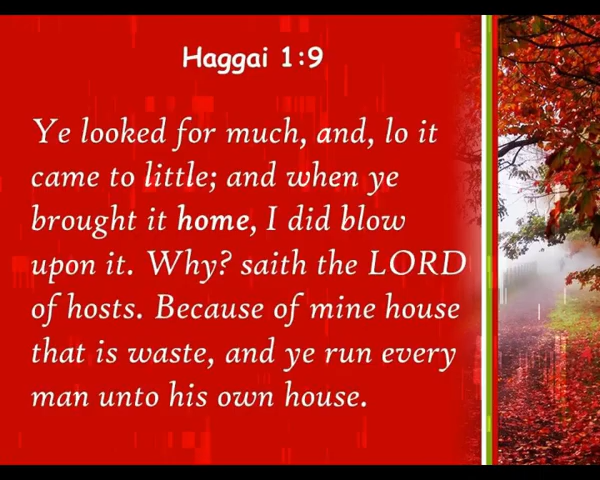 Haggai 1:9
Ye looked for much, and, lo it
came to little; and when ye
brought it home, I did blow
upon it. Why? saith the LORD
of hosts. Because of mine house
that is waste, and ye run every
man unto his own house.